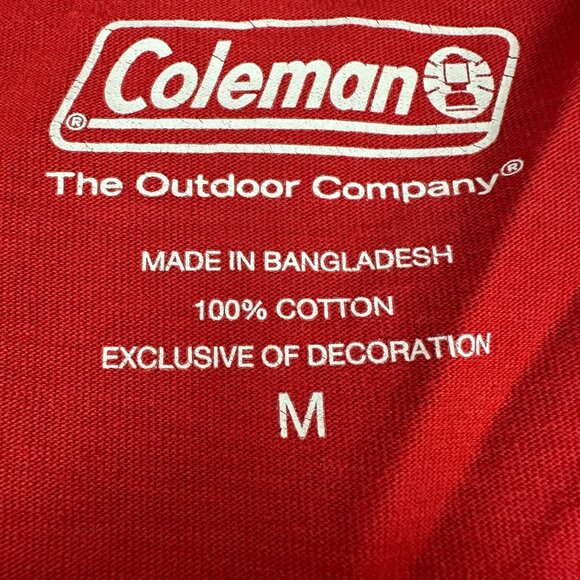 Coleman
®
The Outdoor Company®
MADE IN BANGLADESH
100% COTTON
EXCLUSIVE OF DECORATION
M